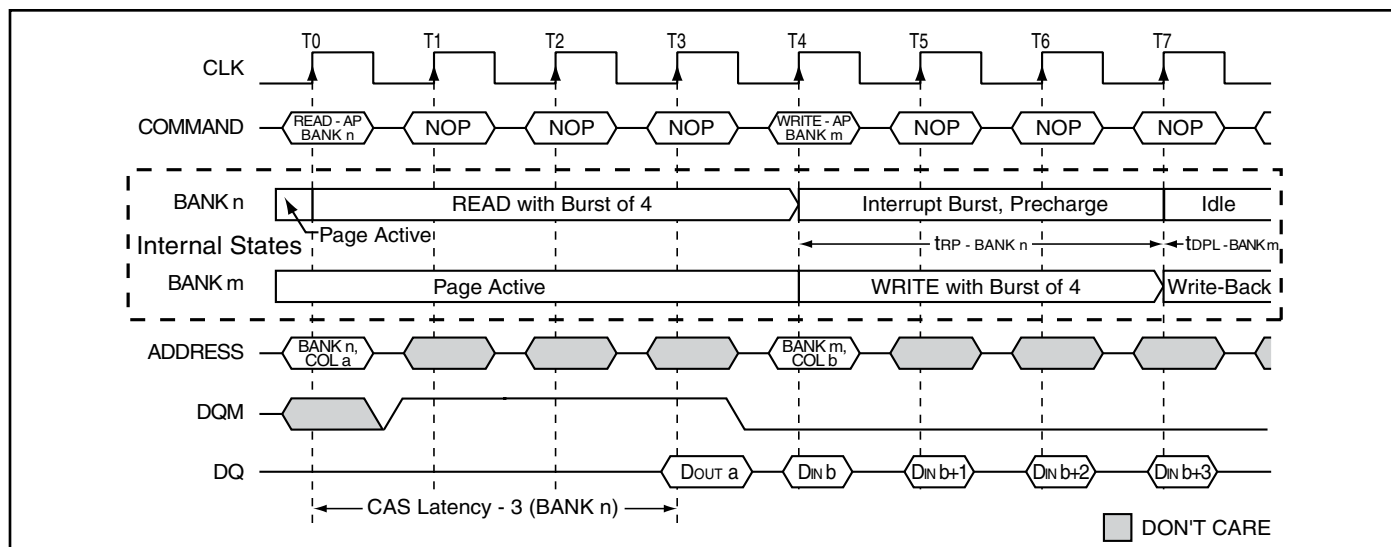 T0 T1 T2 T3 T4 T5 T6 T7
CLK
COMMAND READ - AP BANK n NOP NOP NOP WRITE - AP BANK m NOP NOP NOP
BANK n READ with Burst of 4 Interrupt Burst, Precharge Idle
Internal States Page Active tRP - BANK n tDPL - BANK m
BANK m Page Active WRITE with Burst of 4 Write-Back
ADDRESS BANK n, COL a BANK m, COL b
DQM
DQ DOUT a DIN b DIN b+1 DIN b+2 DIN b+3
CAS Latency - 3 (BANK n)
DON'T CARE